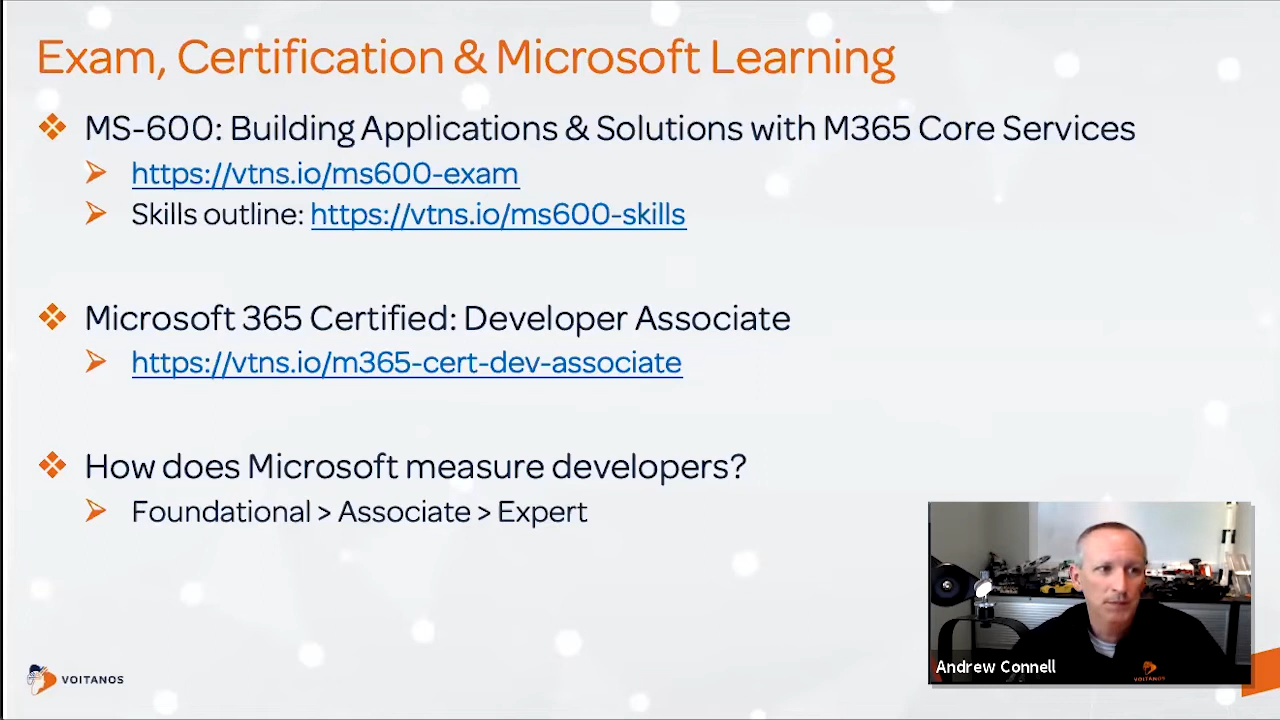 Exam, Certification & Microsoft Learning
MS-600: Building Applications & Solutions with M365 Core Services
https://vtns.io/ms600-exam
Skills outline: https://vtns.io/ms600-skills
Microsoft 365 Certified: Developer Associate
https://vtns.io/m365-cert-dev-associate
How does Microsoft measure developers?
Foundational > Associate > Expert
Andrew Connell
VOITANOS
VOITANOS